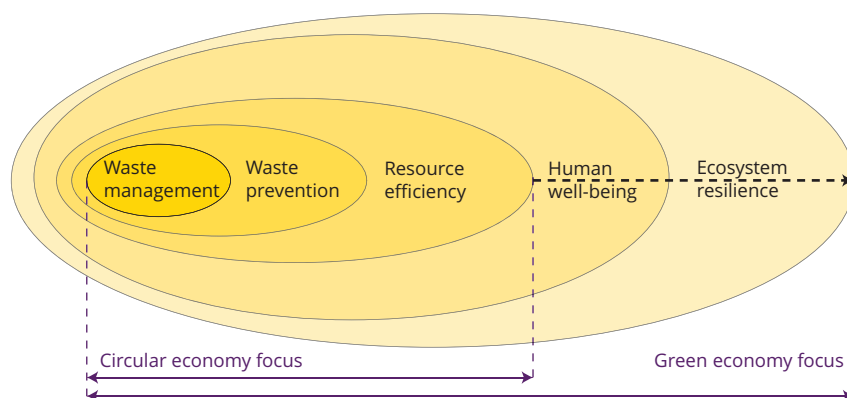 Waste
management
Waste
prevention
Resource
efficiency
Human
well-being
Ecosystem
resilience
Circular economy focus
Green economy focus